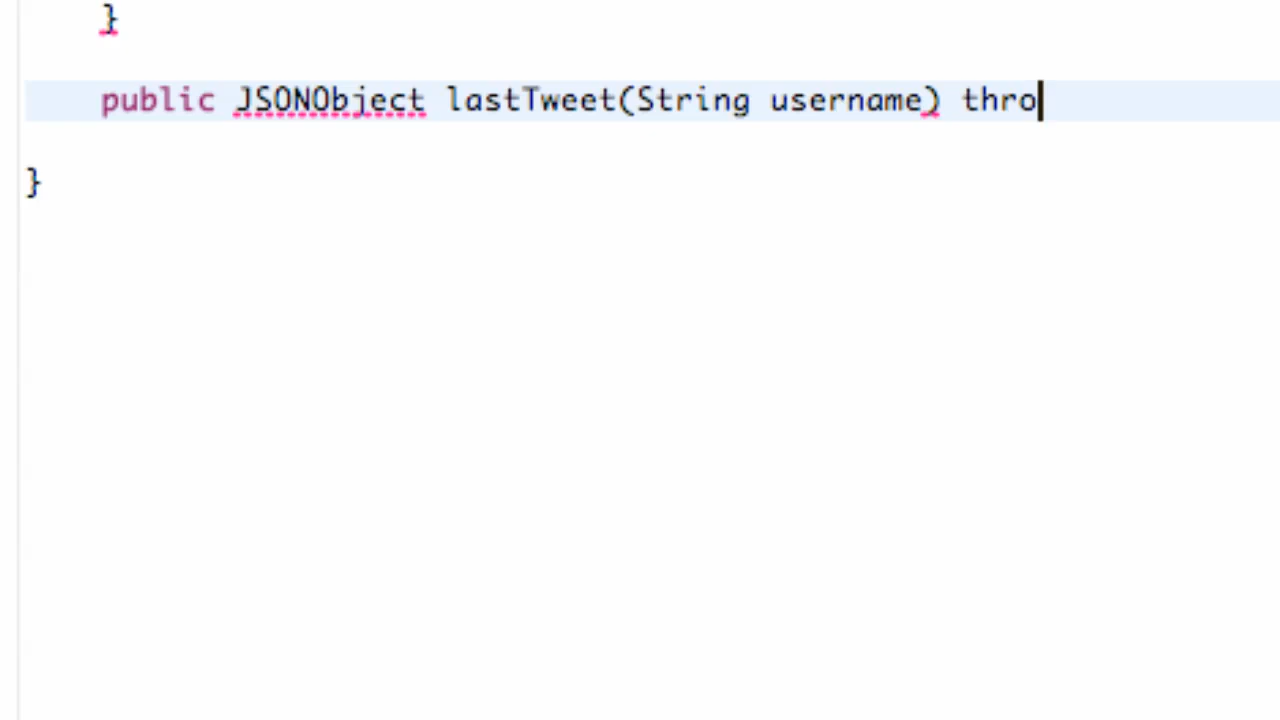 }
public JSONObject lastTweet(String username) thro
}